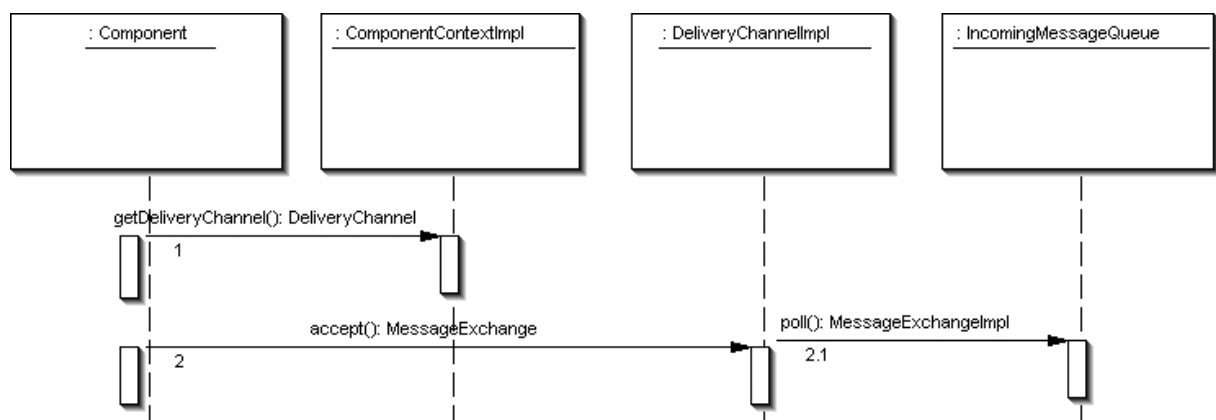 : Component
: ComponentContextImpl
: DeliveryChannelImpl
: IncomingMessageQueue
getDeliveryChannel(): DeliveryChannel
1
accept(): MessageExchange
2
poll(): MessageExchangeImpl
2.1